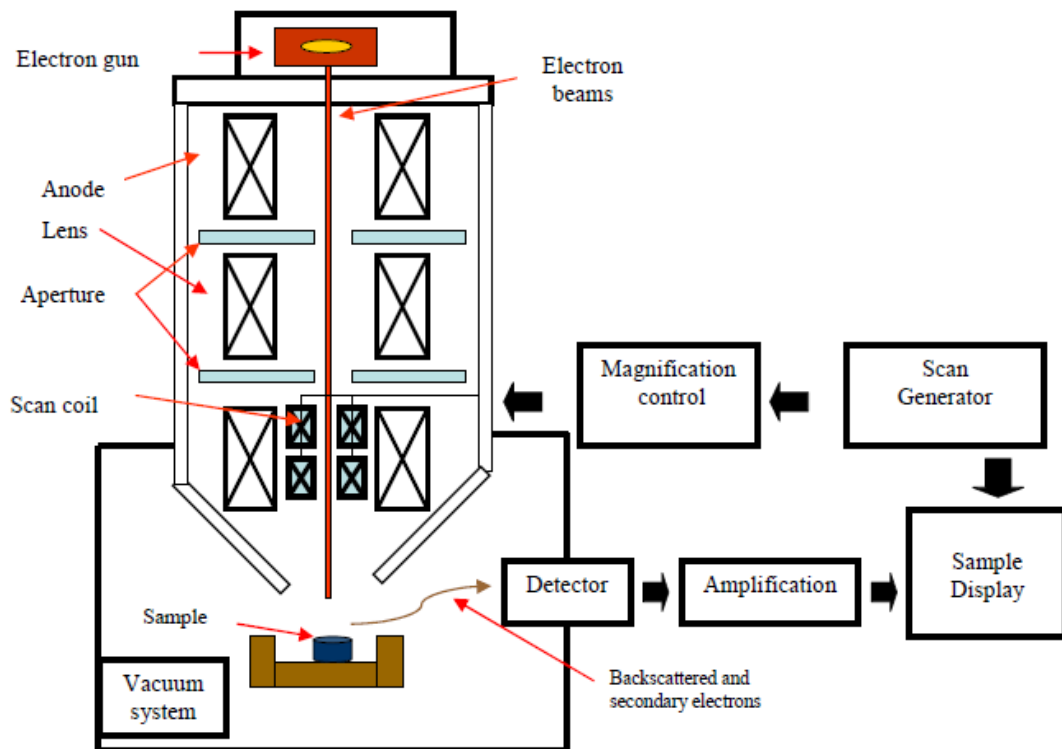 Electron gun
Electron
beams
Anode
Lens
Aperture
Scan coil
Magnification
control
Scan
Generator
Detector
Amplification
Sample
Display
Sample
Backscattered and
secondary electrons
Vacuum
system